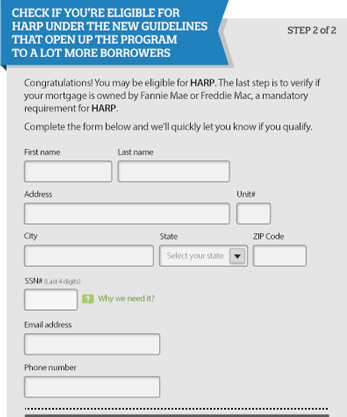 CHECK IF YOU'RE ELIGIBLE FOR
HARP UNDER THE NEW GUIDELINES
THAT OPEN UP THE PROGRAM
TO A LOT MORE BORROWERS
STEP 2 of 2
Congratulations! You may be eligible for HARP. The last step is to verify if
your mortgage is owned by Fannie Mae or Freddie Mac, a mandatory
requirement for HARP.
Complete the form below and we'll quickly let you know if you qualify.
First name Last name
Address Unit#
City State ZIP Code
Select your state
SSN# (Last 4 digits)
? Why we need it?
Email address
Phone number